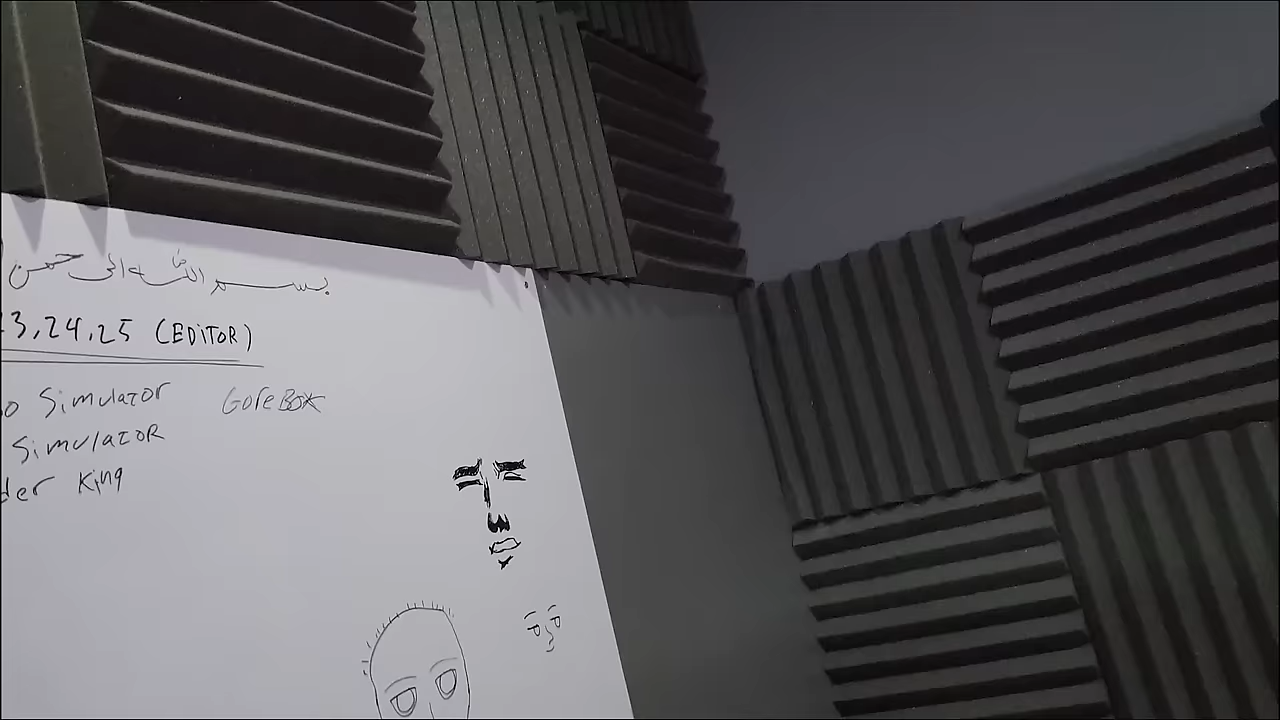 بسم الله الرحمن
3,24,25 (EDITOR)
o Simulator GoreBox
Simulator
der King